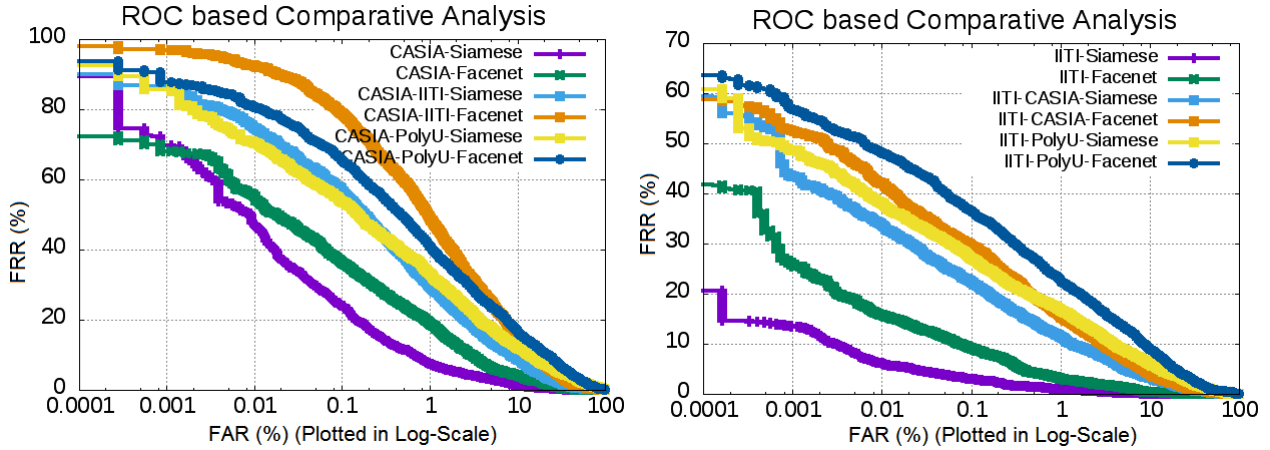 ROC based Comparative Analysis
100
80
60
40
20
0
FRR (%)
CASIA-Siamese
CASIA-Facenet
CASIA-IITI-Siamese
CASIA-IITI-Facenet
CASIA-PolyU-Siamese
CASIA-PolyU-Facenet
0.0001 0.001 0.01 0.1 1 10 100
FAR (%) (Plotted in Log-Scale)
ROC based Comparative Analysis
70
60
50
40
30
20
10
0
FRR (%)
IITI-Siamese
IITI-Facenet
IITI-CASIA-Siamese
IITI-CASIA-Facenet
IITI-PolyU-Siamese
IITI-PolyU-Facenet
0.0001 0.001 0.01 0.1 1 10 100
FAR (%) (Plotted in Log-Scale)